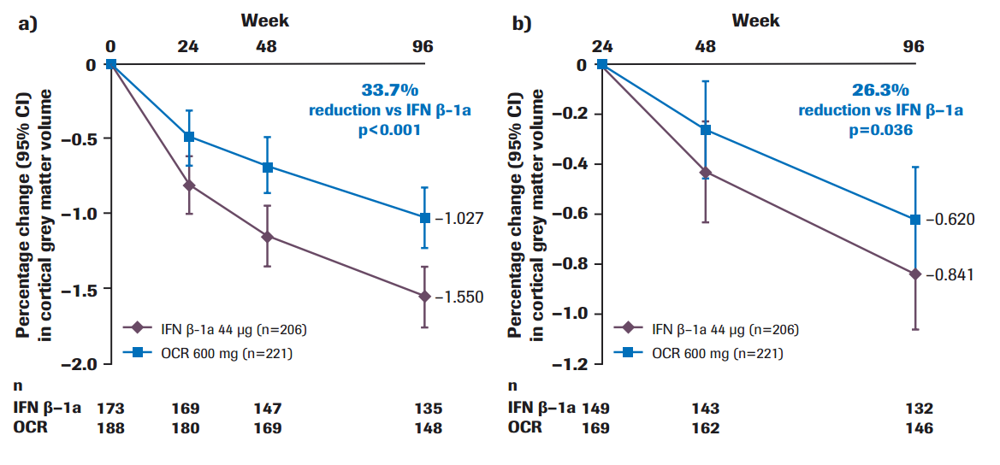 a)
Week
0 24 48 96
0
−0.5
−1.0
−1.5
−2.0
Percentage change (95% CI)
in cortical grey matter volume
33.7%
reduction vs IFN β–1a
p<0.001
−1.027
−1.550
IFN β–1a 44 µg (n=206)
OCR 600 mg (n=221)
n
IFN β–1a 173 169 147 135
OCR 188 180 169 148
b)
Week
24 48 96
0
−0.2
−0.4
−0.6
−0.8
−1.0
−1.2
Percentage change (95% CI)
in cortical grey matter volume
26.3%
reduction vs IFN β–1a
p=0.036
−0.620
−0.841
IFN β–1a 44 µg (n=206)
OCR 600 mg (n=221)
n
IFN β–1a 149 143 132
OCR 169 162 146